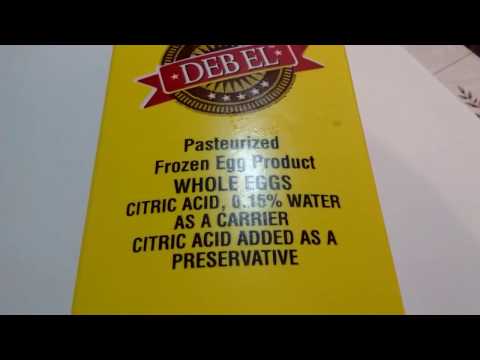 DEB EL
Pasteurized
Frozen Egg Product
WHOLE EGGS
CITRIC ACID, 0.15% WATER
AS A CARRIER
CITRIC ACID ADDED AS A
PRESERVATIVE